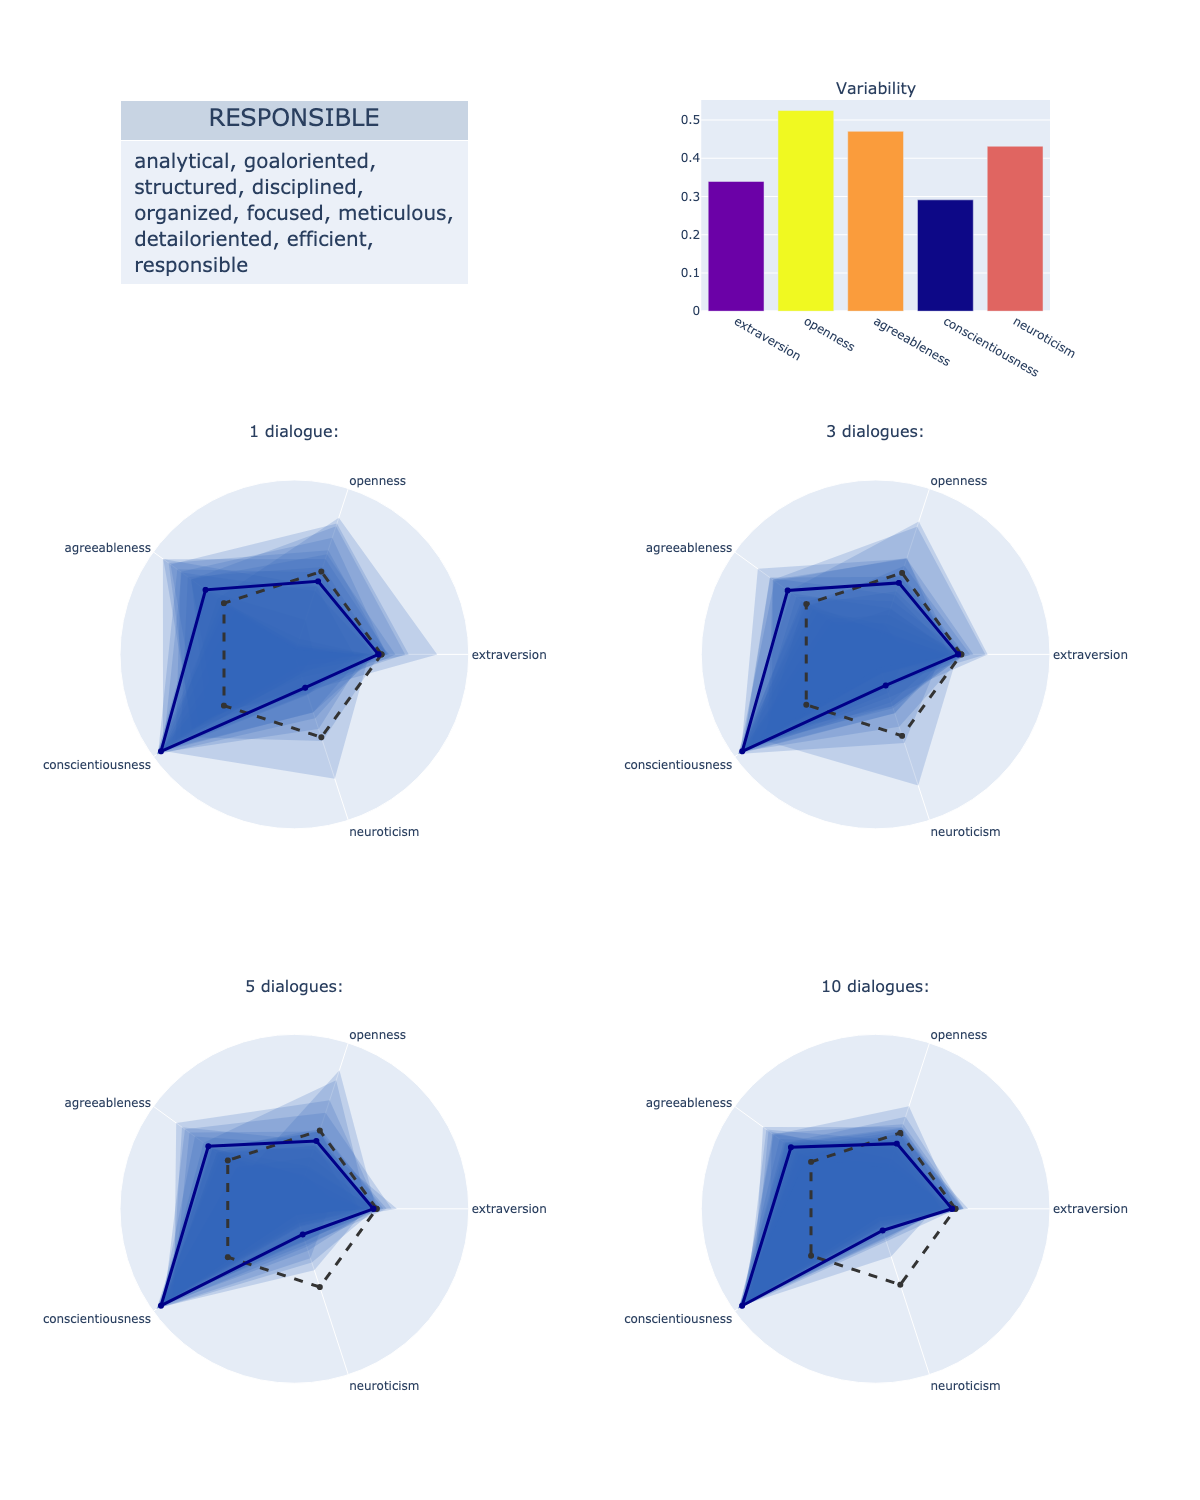 RESPONSIBLE
analytical, goaloriented,
structured, disciplined,
organized, focused, meticulous,
detailoriented, efficient,
responsible
Variability
0.5
0.4
0.3
0.2
0.1
0
extraversion
openness
agreeableness
conscientiousness
neuroticism
1 dialogue:
openness
agreeableness
extraversion
conscientiousness
neuroticism
3 dialogues:
openness
agreeableness
extraversion
conscientiousness
neuroticism
5 dialogues:
openness
agreeableness
extraversion
conscientiousness
neuroticism
10 dialogues:
openness
agreeableness
extraversion
conscientiousness
neuroticism